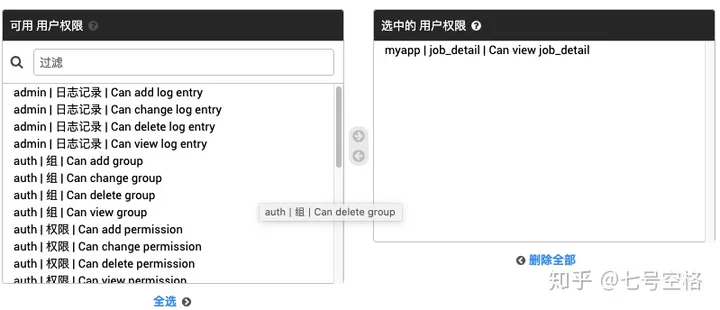 可用 用户权限
过滤
admin | 日志记录 | Can add log entry
admin | 日志记录 | Can change log entry
admin | 日志记录 | Can delete log entry
admin | 日志记录 | Can view log entry
auth | 组 | Can add group
auth | 组 | Can change group
auth | 组 | Can delete group
auth | 组 | Can view group
auth | 权限 | Can add permission
auth | 权限 | Can change permission
auth | 权限 | Can delete permission
auth | 权限 | Can view permission
全选
auth | 组 | Can delete group
选中的 用户权限
myapp | job_detail | Can view job_detail
删除全部
知乎 @七号空格